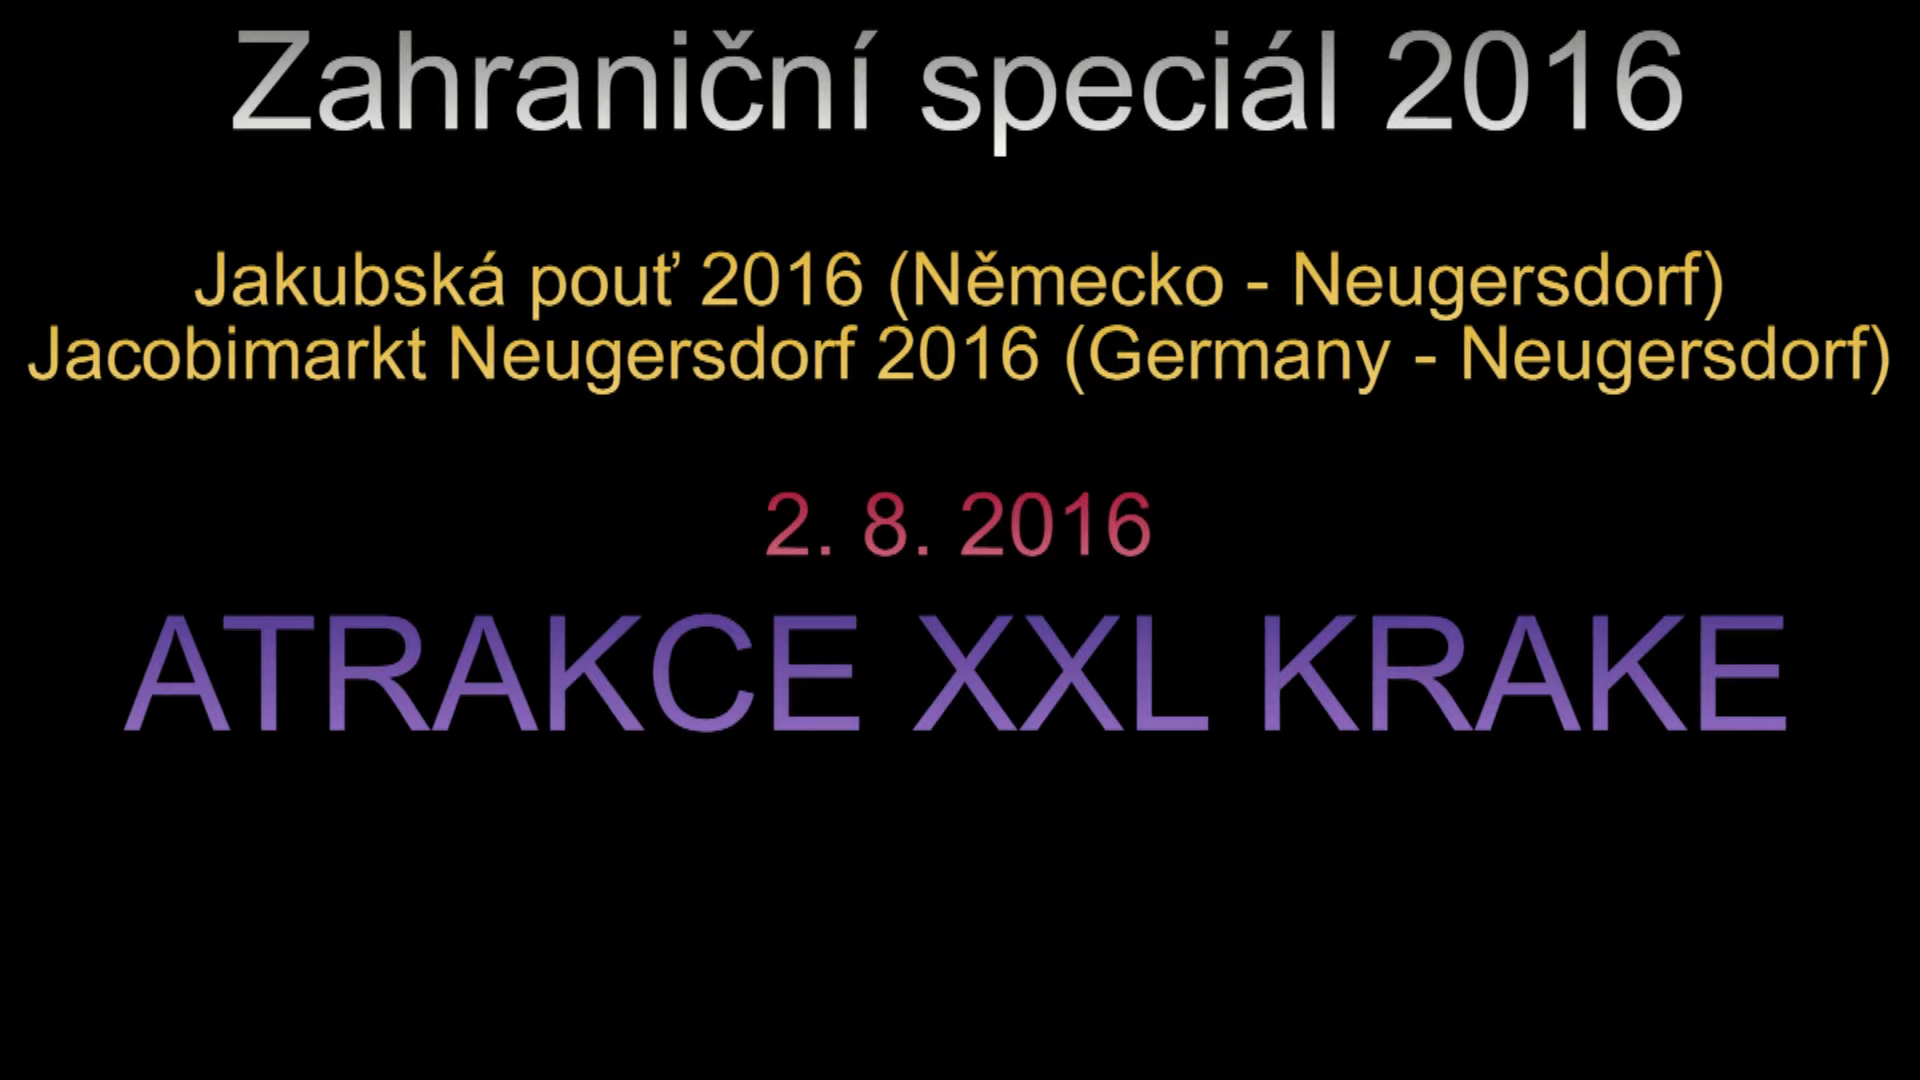 Zahraniční speciál 2016
Jakubská pouť 2016 (Německo - Neugersdorf)
Jacobimarkt Neugersdorf 2016 (Germany - Neugersdorf)
2. 8. 2016
ATRAKCE XXL KRAKE